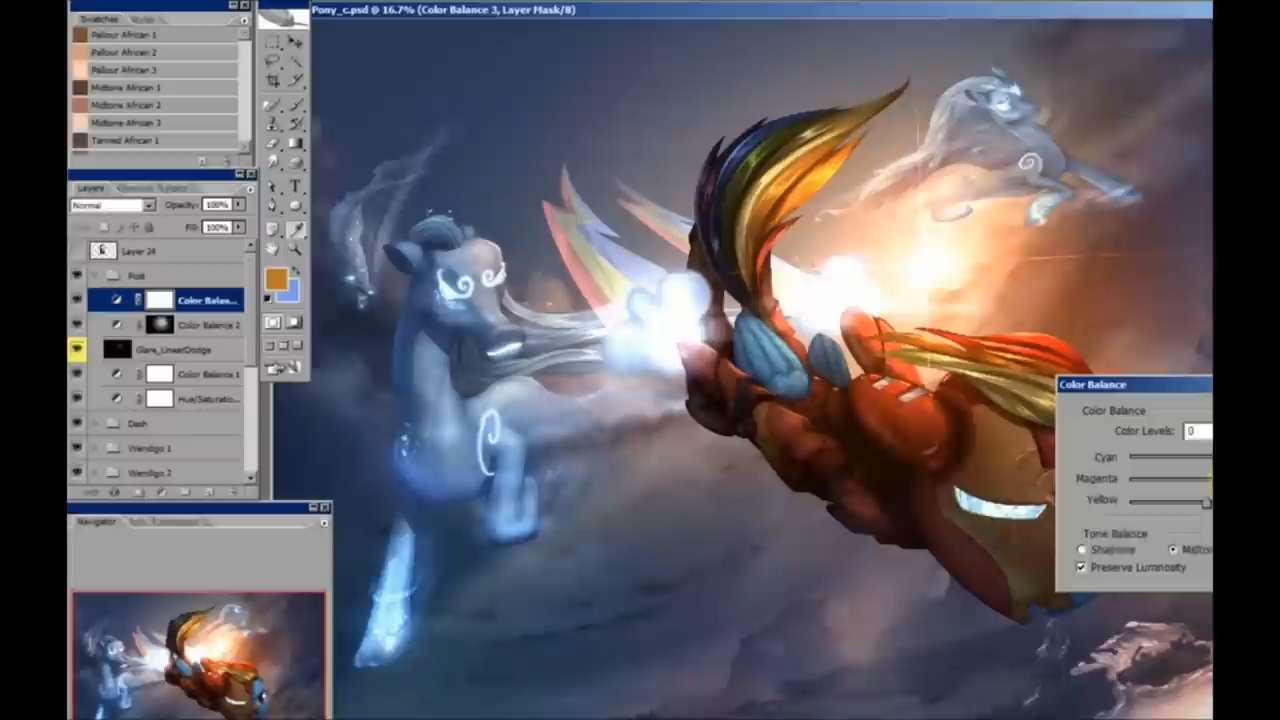 Pony_c.psd @ 16.7% (Color Balance 3, Layer Mask/8)
Swatches
Styles
Pallour African 1
Pallour African 2
Pallour African 3
Midtone African 1
Midtone African 2
Midtone African 3
Tanned African 1
Layers
Normal
Opacity: 100%
Fill: 100%
Layer 24
Post
Color Balan...
Color Balance 2
Glare_LinearDodge
Color Balance 1
Hue/Saturatio...
Dash
Wendigo 1
Wendigo 2
Navigator
Color Balance
Color Balance
Color Levels: 0
Cyan
Magenta
Yellow
Tone Balance
Shadows
Midto
Preserve Luminosity